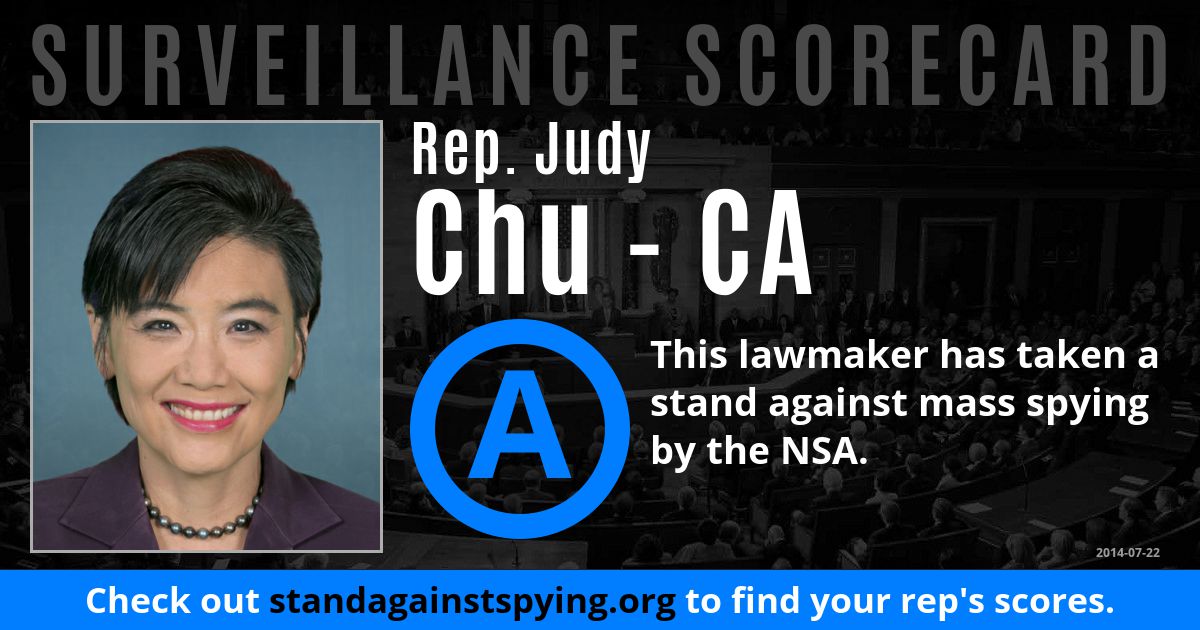 SURVEILLANCE SCORECARD
Rep. Judy
Chu - CA
A
This lawmaker has taken a
stand against mass spying
by the NSA.
2014-07-22
Check out standagainstspying.org to find your rep's scores.